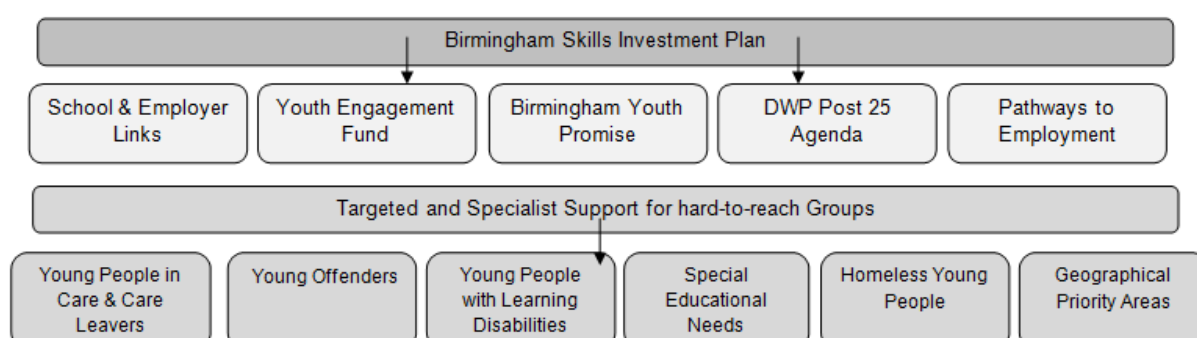 Birmingham Skills Investment Plan
School & Employer
Links
Youth Engagement
Fund
Birmingham Youth
Promise
DWP Post 25
Agenda
Pathways to
Employment
Targeted and Specialist Support for hard-to-reach Groups
Young People in
Care & Care
Leavers
Young Offenders
Young People
with Learning
Disabilities
Special
Educational
Needs
Homeless Young
People
Geographical
Priority Areas